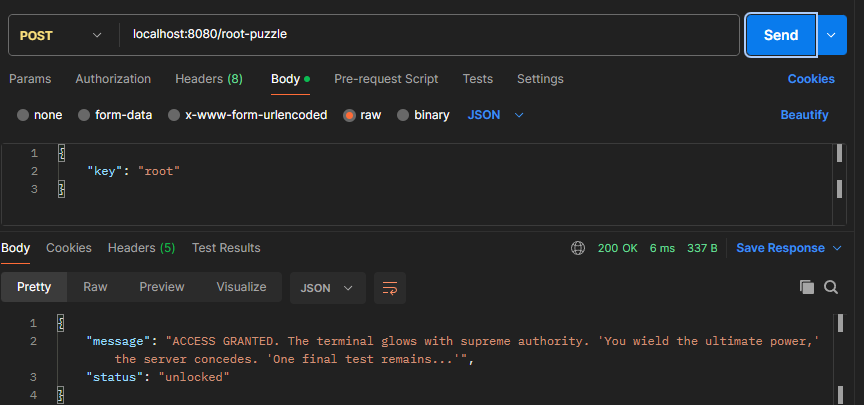 POST localhost:8080/root-puzzle Send
Params Authorization Headers (8) Body Pre-request Script Tests Settings Cookies
none form-data x-www-form-urlencoded raw binary JSON Beautify
1 {
2 "key": "root"
3 }
Body Cookies Headers (5) Test Results 200 OK 6 ms 337 B Save Response
Pretty Raw Preview Visualize JSON
1 {
2 "message": "ACCESS GRANTED. The terminal glows with supreme authority. 'You wield the ultimate power,'
the server concedes. 'One final test remains...'",
3 "status": "unlocked"
4 }